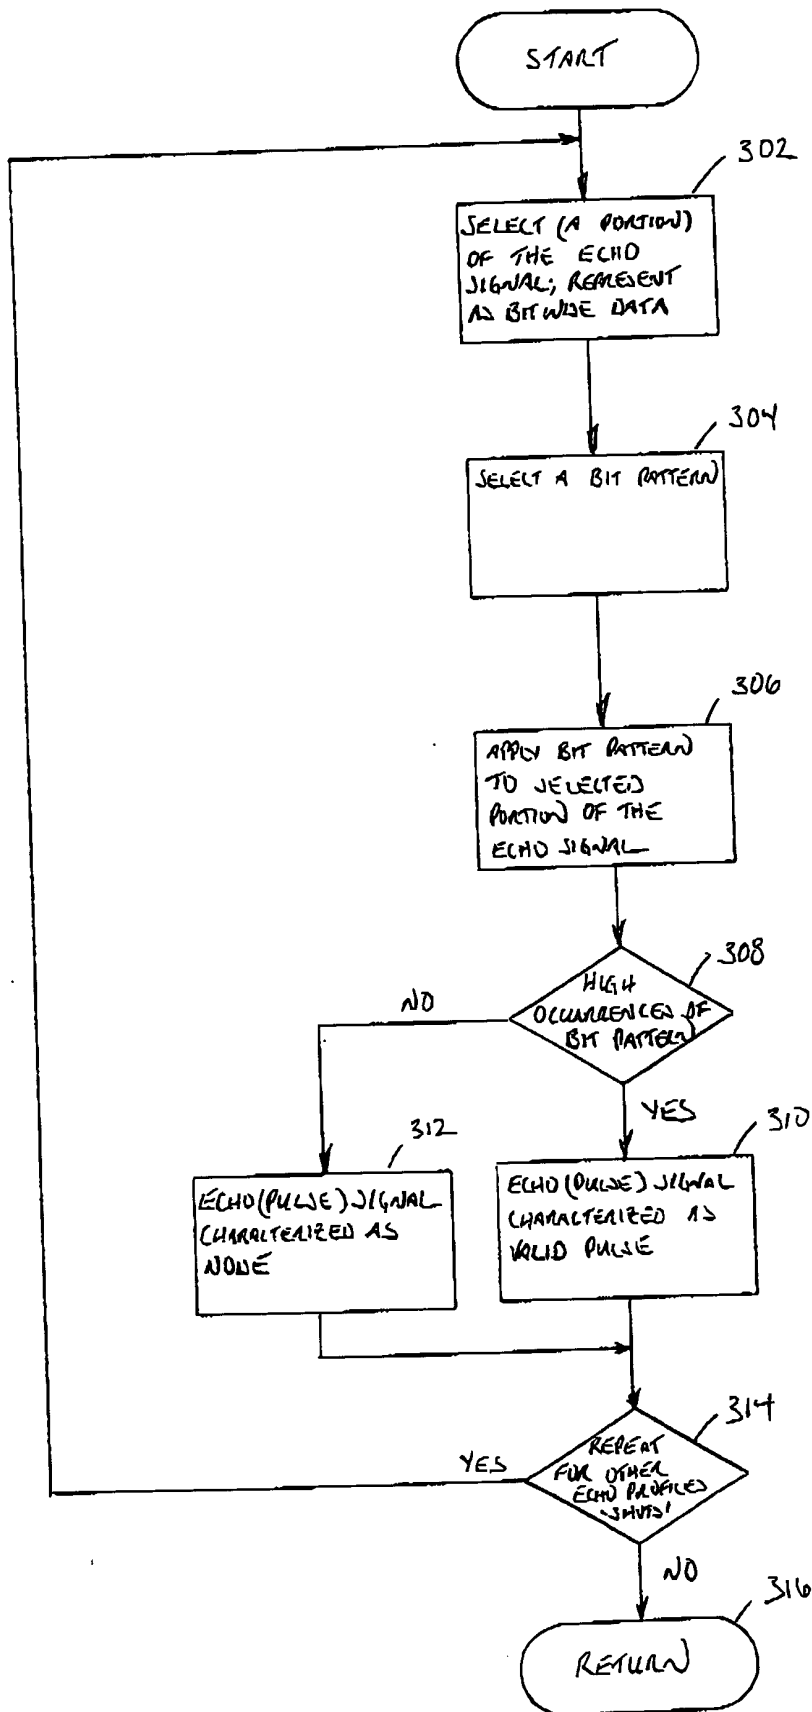 START
302
SELECT (A PORTION)
OF THE ECHO
SIGNAL; REPRESENT
AS BITWISE DATA
304
SELECT A BIT PATTERN
306
APPLY BIT PATTERN
TO SELECTED
PORTION OF THE
ECHO SIGNAL
308
HIGH
OCCURRENCES OF
BIT PATTERN
NO
YES
312
ECHO (PULSE) SIGNAL
CHARACTERIZED AS
NONE
310
ECHO (PULSE) SIGNAL
CHARACTERIZED AS
VALID PULSE
314
REPEAT
FOR OTHER
ECHO PROFILES
'SHOTS'
YES
NO
316
RETURN